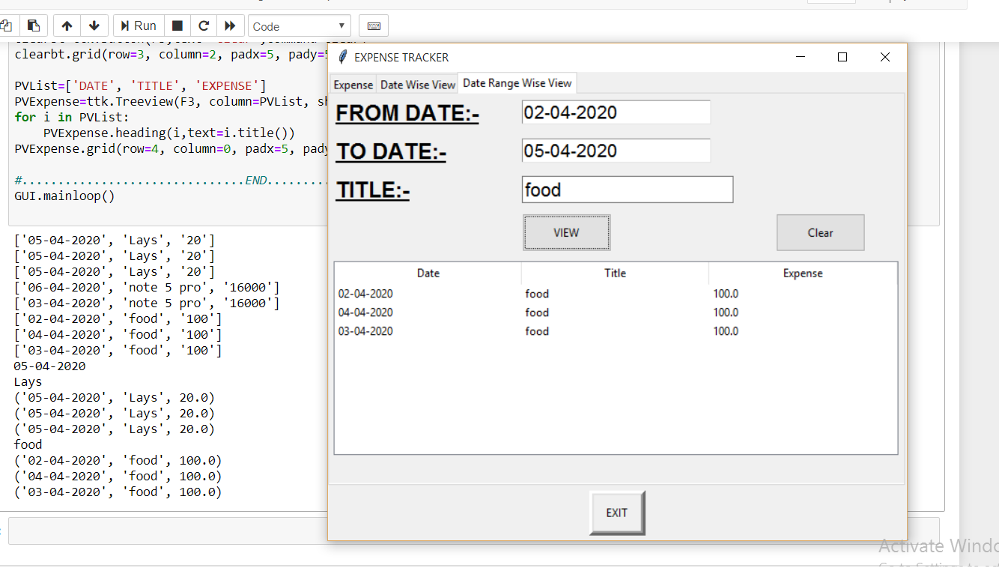 Run
Code
clearbt.grid(row=3, column=2, padx=5, pady=5
PVList=['DATE', 'TITLE', 'EXPENSE']
PVExpense=ttk.Treeview(F3, column=PVList, sh
for i in PVList:
    PVExpense.heading(i,text=i.title())
PVExpense.grid(row=4, column=0, padx=5, pady
#...............................END.........
GUI.mainloop()
['05-04-2020', 'Lays', '20']
['05-04-2020', 'Lays', '20']
['05-04-2020', 'Lays', '20']
['06-04-2020', 'note 5 pro', '16000']
['03-04-2020', 'note 5 pro', '16000']
['02-04-2020', 'food', '100']
['04-04-2020', 'food', '100']
['03-04-2020', 'food', '100']
05-04-2020
Lays
('05-04-2020', 'Lays', 20.0)
('05-04-2020', 'Lays', 20.0)
('05-04-2020', 'Lays', 20.0)
food
('02-04-2020', 'food', 100.0)
('04-04-2020', 'food', 100.0)
('03-04-2020', 'food', 100.0)
EXPENSE TRACKER
Expense Date Wise View Date Range Wise View
FROM DATE:- 02-04-2020
TO DATE:- 05-04-2020
TITLE:- food
VIEW Clear
Date Title Expense
02-04-2020 food 100.0
04-04-2020 food 100.0
03-04-2020 food 100.0
EXIT
Activate Windo